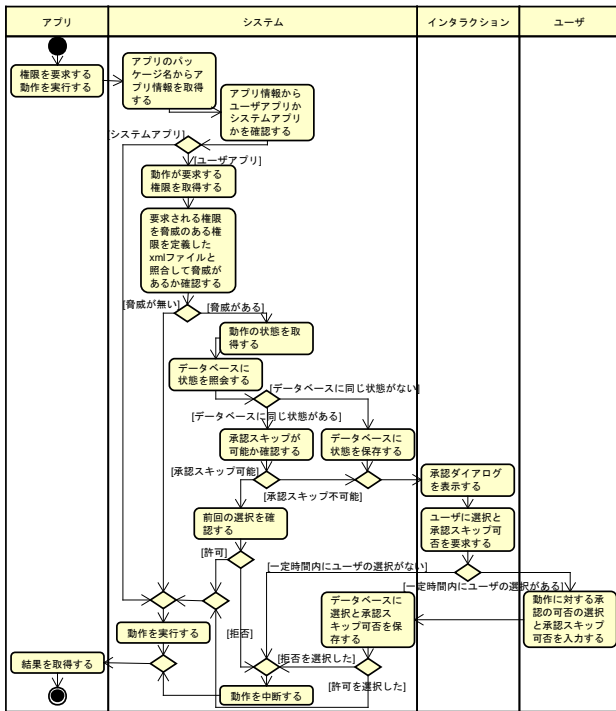 アプリ
システム
インタラクション
ユーザ
権限を要求する
動作を実行する
アプリのパッ
ケージ名からア
プリ情報を取得
する
アプリ情報から
ユーザアプリか
システムアプリ
かを確認する
[システムアプリ]
[ユーザアプリ]
動作が要求する
権限を取得する
要求される権限
を脅威のある権
限を定義した
xmlファイルと
照合して脅威が
あるか確認する
[脅威が無い]
[脅威がある]
動作の状態を取
得する
データベースに
状態を照会する
[データベースに同じ状態がない]
[データベースに同じ状態がある]
承認スキップが
可能か確認する
データベースに
状態を保存する
[承認スキップ可能]
[承認スキップ不可能]
承認ダイアログ
を表示する
前回の選択を確
認する
ユーザに選択と
承認スキップ可
否を要求する
[許可]
[一定時間内にユーザの選択がない]
[一定時間内にユーザの選択がある]
データベースに
選択と承認ス
キップ可否を保
存する
動作に対する承
認の可否の選択
と承認スキップ
可否を入力する
動作を実行する
[拒否]
[拒否を選択した]
結果を取得する
[許可を選択した]
動作を中断する